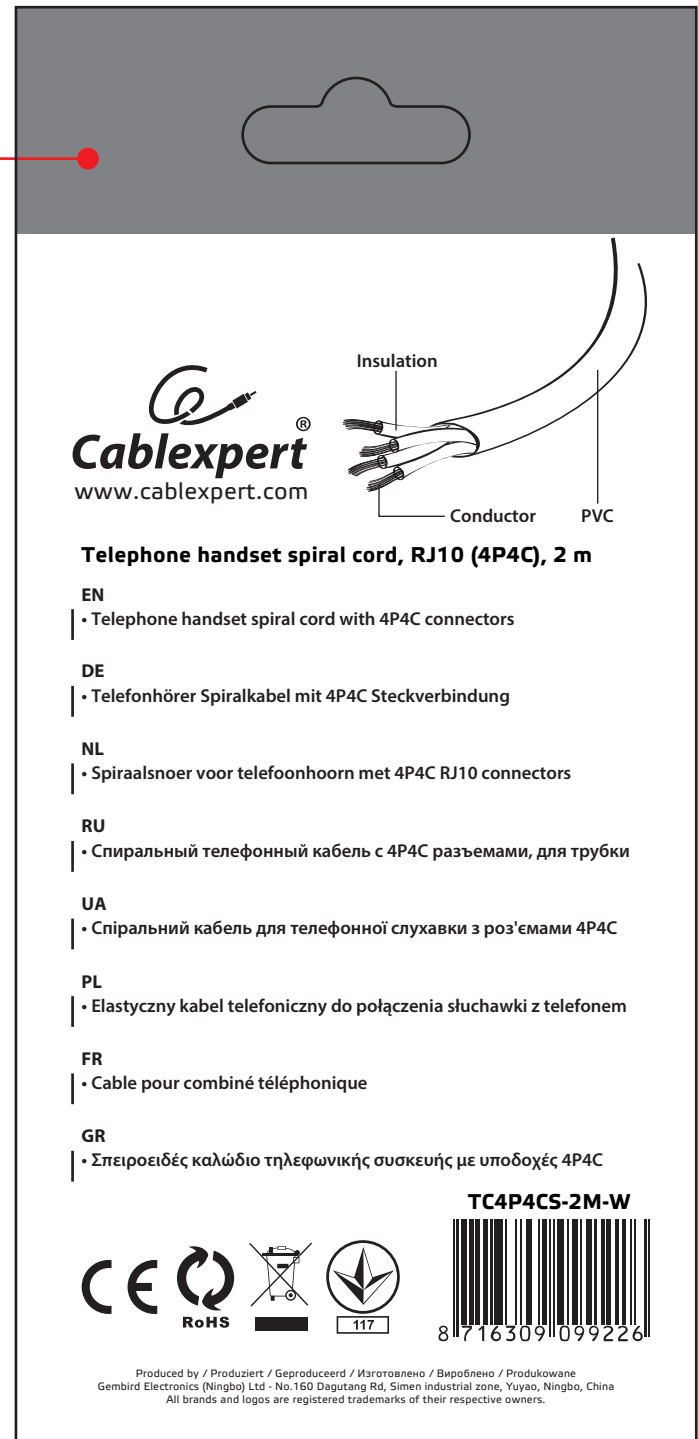 Insulation
Cablexpert®
www.cablexpert.com
Conductor PVC
Telephone handset spiral cord, RJ10 (4P4C), 2 m
EN
• Telephone handset spiral cord with 4P4C connectors
DE
• Telefonhörer Spiralkabel mit 4P4C Steckverbindung
NL
• Spiraalsnoer voor telefoonhoorn met 4P4C RJ10 connectors
RU
• Спиральный телефонный кабель с 4P4C разъемами, для трубки
UA
• Спіральний кабель для телефонної слухавки з роз'ємами 4P4C
PL
• Elastyczny kabel telefoniczny do połączenia słuchawki z telefonem
FR
• Cable pour combiné téléphonique
GR
• Σπειροειδές καλώδιο τηλεφωνικής συσκευής με υποδοχές 4P4C
TC4P4CS-2M-W
CE
RoHS
117
8 716309 099226
Produced by / Produziert / Geproduceerd / Изготовлено / Вироблено / Produkowane
Gembird Electronics (Ningbo) Ltd - No.160 Dagutang Rd, Simen industrial zone, Yuyao, Ningbo, China
All brands and logos are registered trademarks of their respective owners.